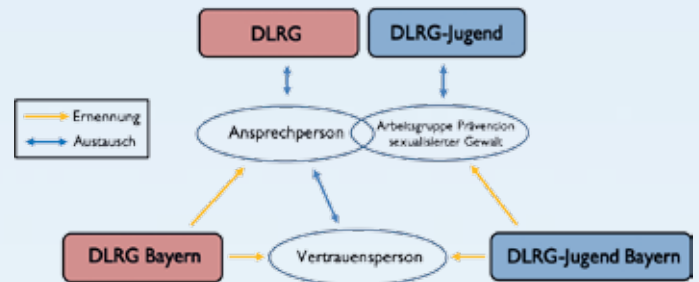 DLRG
DLRG-Jugend
Ernennung
Austausch
Ansprechperson
Arbeitsgruppe Prävention
sexualisierter Gewalt
DLRG Bayern
Vertrauensperson
DLRG-Jugend Bayern